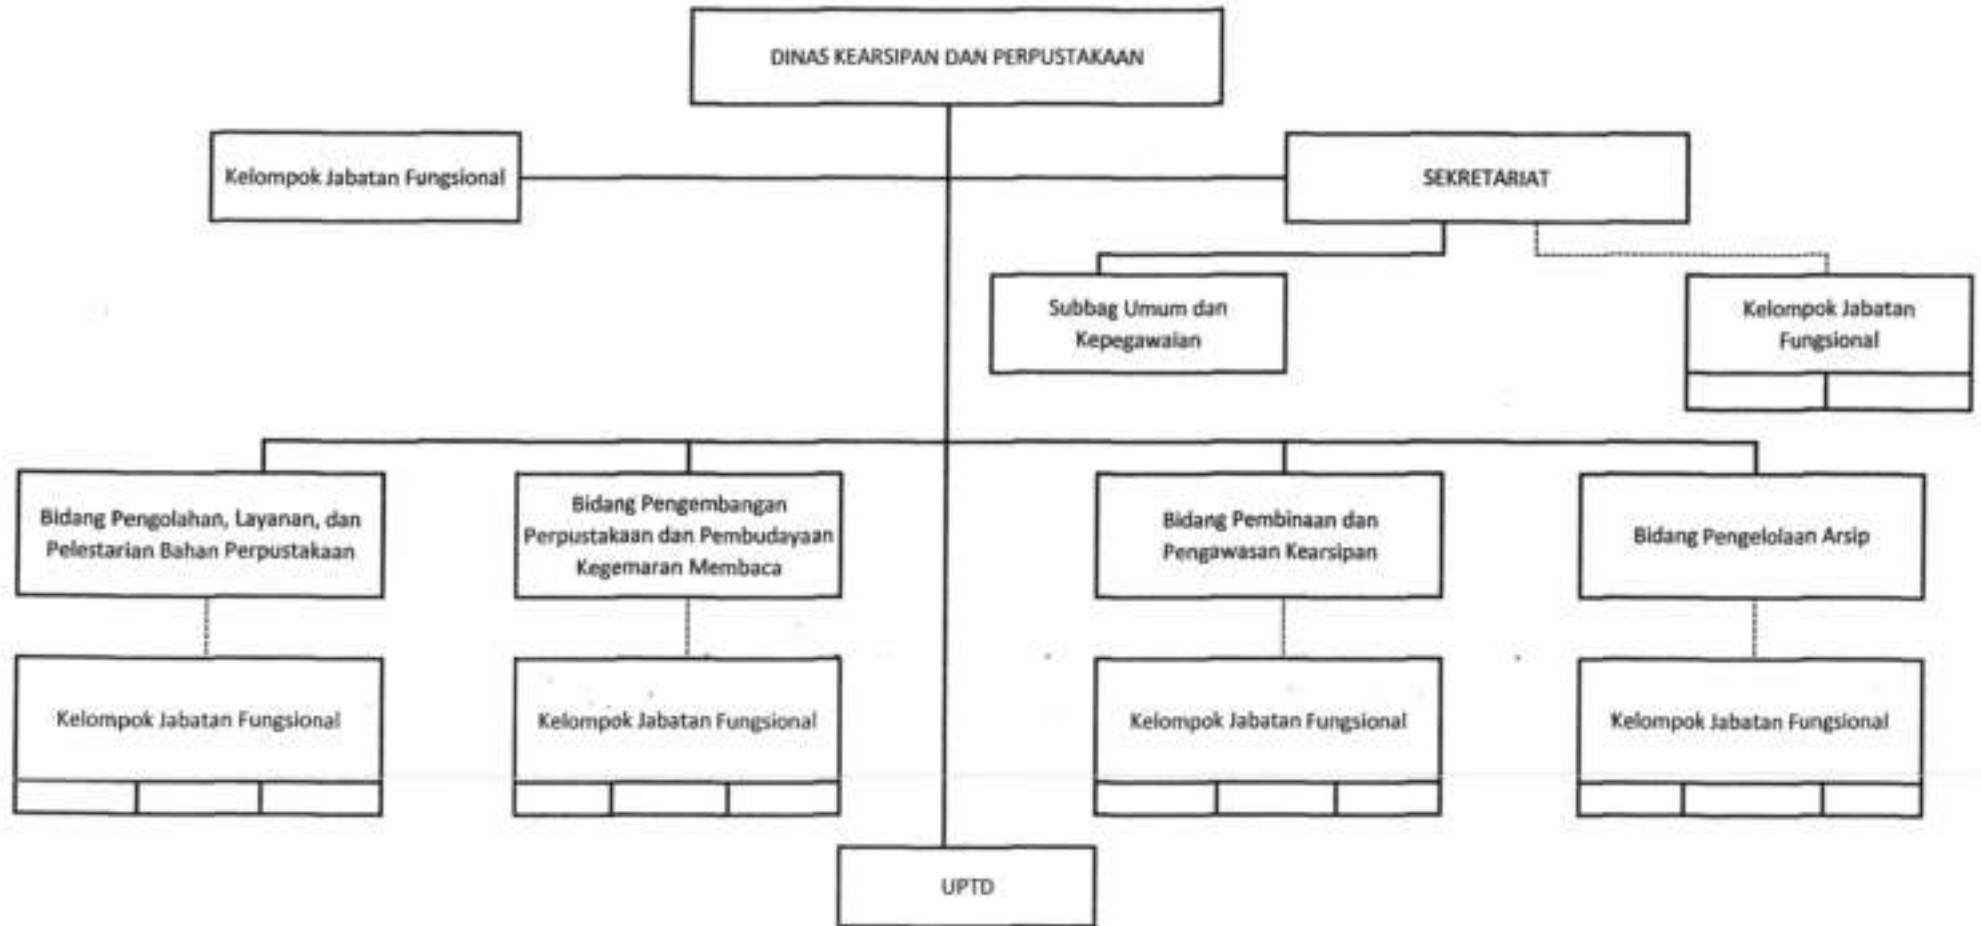 DINAS KEARSIPAN DAN PERPUSTAKAAN
Kelompok Jabatan Fungsional
SEKRETARIAT
Subbag Umum dan
Kepegawaian
Kelompok Jabatan
Fungsional
Bidang Pengolahan, Layanan, dan
Pelestarian Bahan Perpustakaan
Bidang Pengembangan
Perpustakaan dan Pembudayaan
Kegemaran Membaca
Bidang Pembinaan dan
Pengawasan Kearsipan
Bidang Pengelolaan Arsip
Kelompok Jabatan Fungsional
Kelompok Jabatan Fungsional
Kelompok Jabatan Fungsional
Kelompok Jabatan Fungsional
UPTD